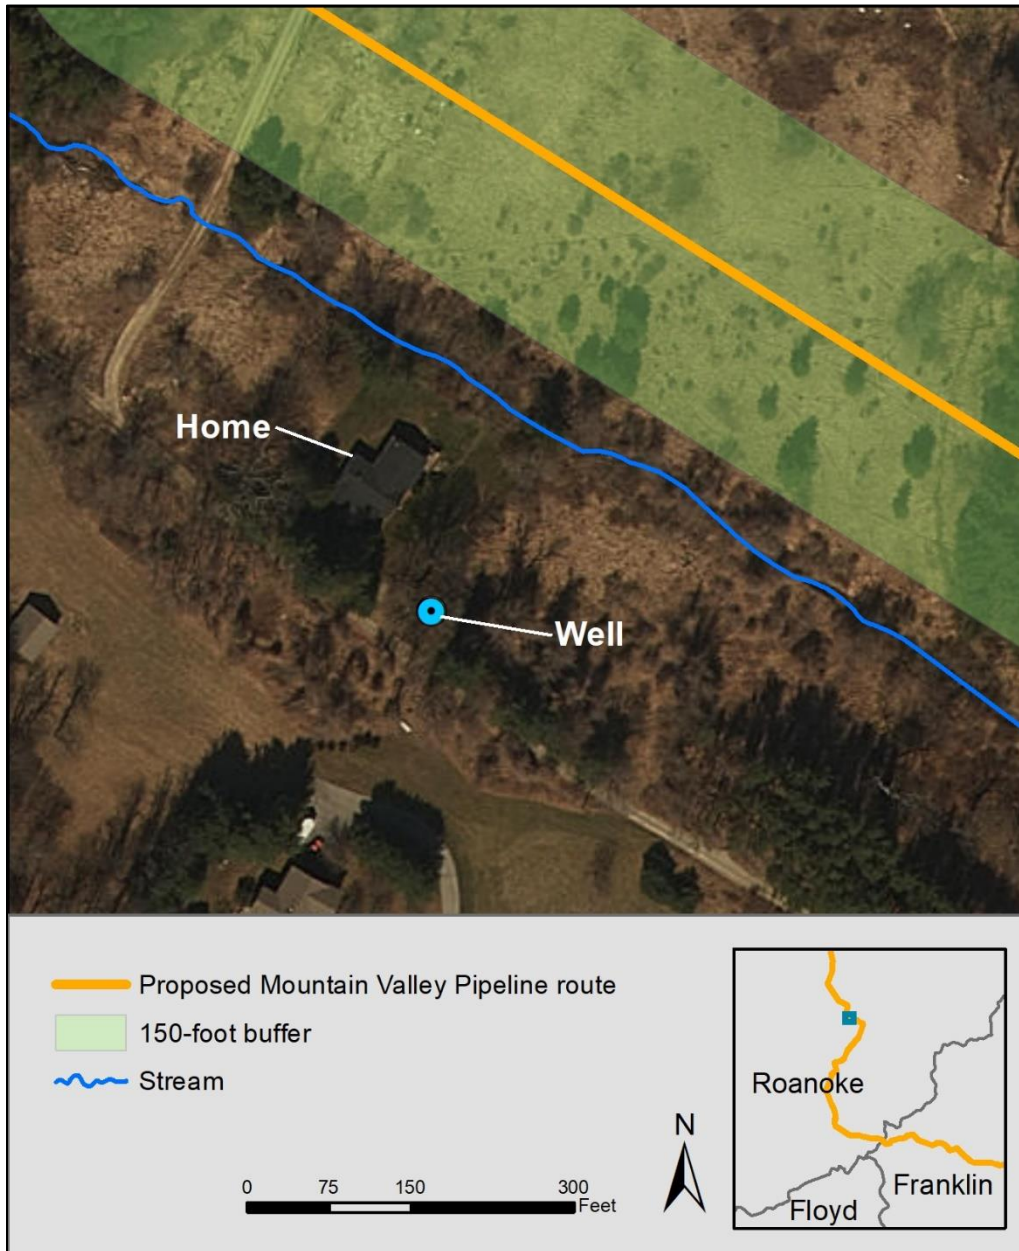 Home
Well
Proposed Mountain Valley Pipeline route
150-foot buffer
Stream
0 75 150 300
Feet
N
Roanoke
Franklin
Floyd